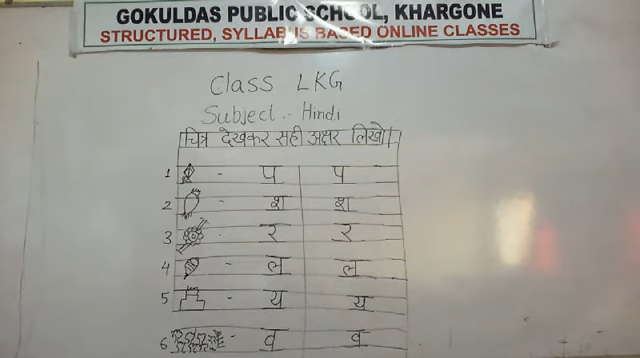 GOKULDAS PUBLIC SCHOOL, KHARGONE
STRUCTURED, SYLLABUS BASED ONLINE CLASSES
Class LKG
Subject :- Hindi
चित्र देखकर सही अक्षर लिखो।
1 - प प
2 - श श
3 - र र
4 - ल ल
5 - य य
6 - व व